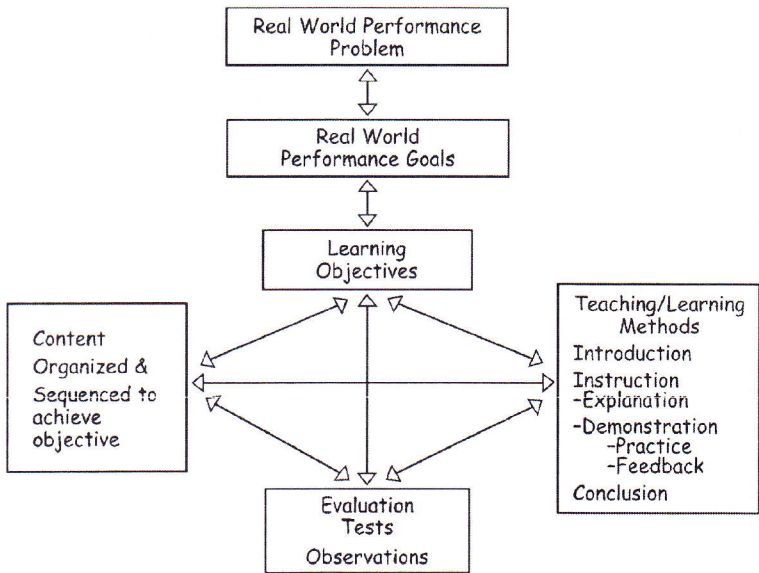 Real World Performance
Problem
Real World
Performance Goals
Learning
Objectives
Content
Organized &
Sequenced to
achieve
objective
Teaching/Learning
Methods
Introduction
Instruction
-Explanation
-Demonstration
-Practice
-Feedback
Conclusion
Evaluation
Tests
Observations